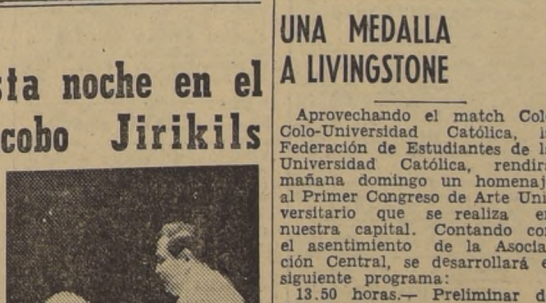 sta noche en el
cobo Jirikils
UNA MEDALLA
A LIVINGSTONE
Aprovechando el match Col
Colo-Universidad Católica, l
Federación de Estudiantes de l
Universidad Católica, rendir
mañana domingo un homenaj
al Primer Congreso de Arte Uni
versitario que se realiza e
nuestra capital. Contando co
el asentimiento de la Asocia
ción Central, se desarrollará e
siguiente programa:
13.50 horas.— Preliminar d